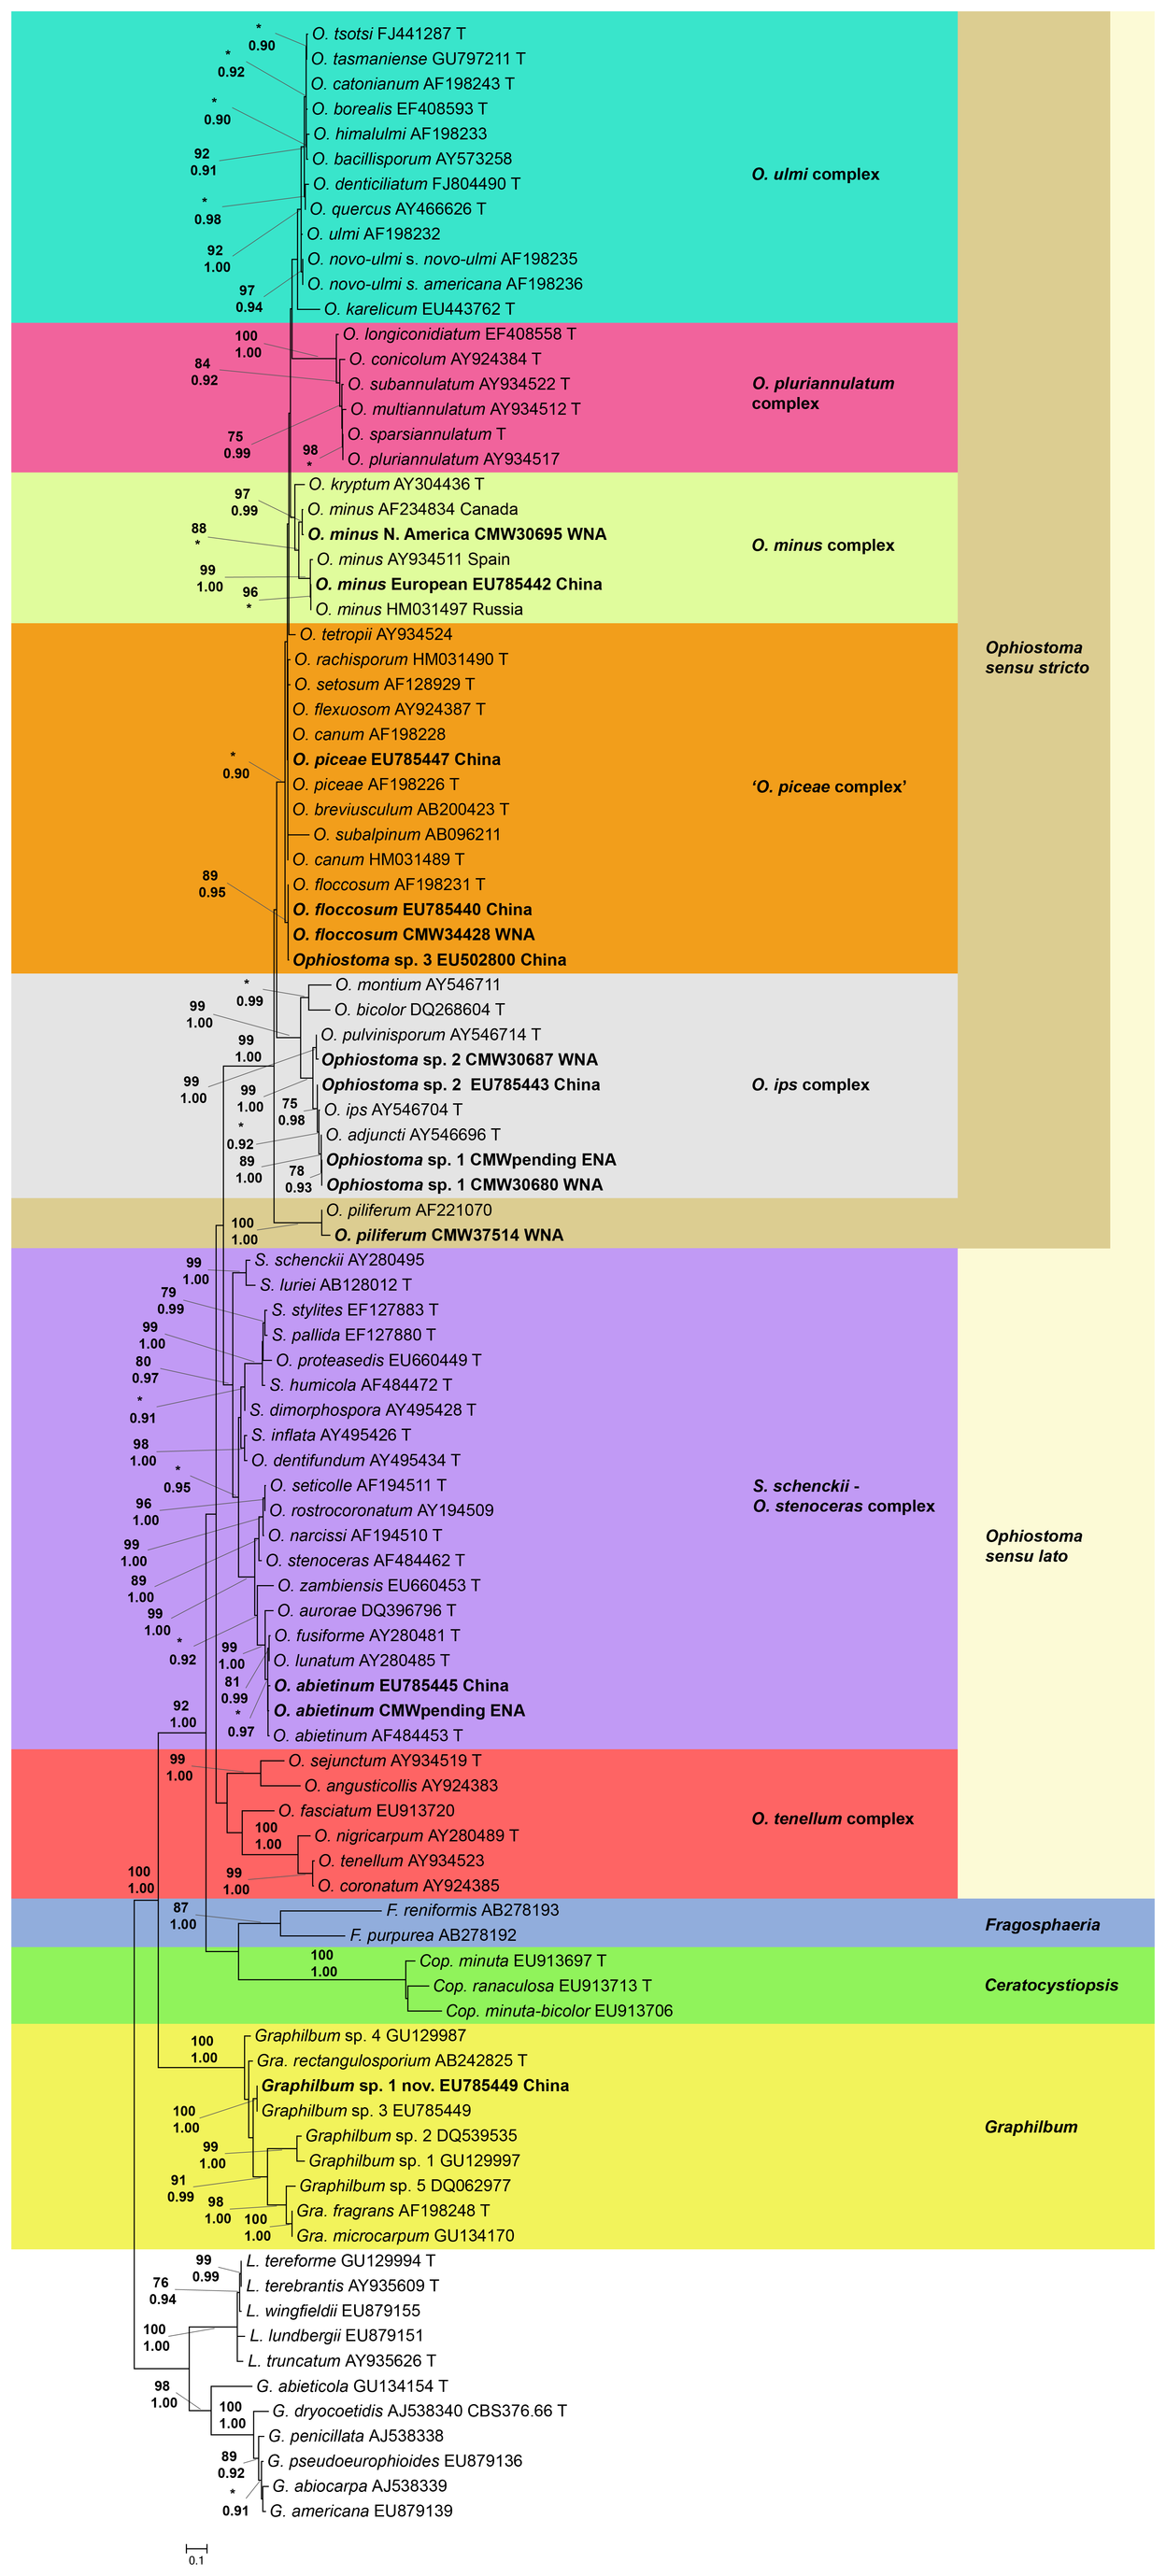 *
0.90
O. tsotsi FJ441287 T
*
0.92
O. tasmaniense GU797211 T
O. catonianum AF198243 T
*
0.90
O. borealis EF408593 T
O. himalulmi AF198233
92
0.91
O. bacillisporum AY573258
O. ulmi complex
O. denticiliatum FJ804490 T
*
0.98
O. quercus AY466626 T
O. ulmi AF198232
92
1.00
O. novo-ulmi s. novo-ulmi AF198235
O. novo-ulmi s. americana AF198236
97
0.94
O. karelicum EU443762 T
O. longiconidiatum EF408558 T
100
1.00
O. conicolum AY924384 T
84
0.92
O. subannulatum AY934522 T
O. pluriannulatum
complex
O. multiannulatum AY934512 T
O. sparsiannulatum T
75
0.99
98
*
O. pluriannulatum AY934517
O. kryptum AY304436 T
97
0.99
O. minus AF234834 Canada
O. minus N. America CMW30695 WNA
88
*
O. minus complex
O. minus AY934511 Spain
99
1.00
O. minus European EU785442 China
96
*
O. minus HM031497 Russia
O. tetropii AY934524
Ophiostoma
sensu stricto
O. rachisporum HM031490 T
O. setosum AF128929 T
O. flexuosom AY924387 T
O. canum AF198228
*
0.90
O. piceae EU785447 China
O. piceae AF198226 T
‘O. piceae complex’
O. breviusculum AB200423 T
O. subalpinum AB096211
O. canum HM031489 T
89
0.95
O. floccosum AF198231 T
O. floccosum EU785440 China
O. floccosum CMW34428 WNA
Ophiostoma sp. 3 EU502800 China
*
0.99
O. montium AY546711
O. bicolor DQ268604 T
99
1.00
O. pulvinisporum AY546714 T
99
1.00
Ophiostoma sp. 2 CMW30687 WNA
99
1.00
Ophiostoma sp. 2 EU785443 China
O. ips complex
99
1.00
75
0.98
O. ips AY546704 T
*
0.92
O. adjuncti AY546696 T
89
1.00
Ophiostoma sp. 1 CMWpending ENA
78
0.93
Ophiostoma sp. 1 CMW30680 WNA
O. piliferum AF221070
100
1.00
O. piliferum CMW37514 WNA
S. schenckii AY280495
99
1.00
S. luriei AB128012 T
79
0.99
S. stylites EF127883 T
S. pallida EF127880 T
99
1.00
O. proteasedis EU660449 T
80
0.97
S. humicola AF484472 T
*
0.91
S. dimorphospora AY495428 T
S. inflata AY495426 T
98
1.00
O. dentifundum AY495434 T
*
0.95
O. seticolle AF194511 T
S. schenckii -
O. stenoceras complex
96
1.00
O. rostrocoronatum AY194509
O. narcissi AF194510 T
Ophiostoma
sensu lato
99
1.00
O. stenoceras AF484462 T
89
1.00
O. zambiensis EU660453 T
O. aurorae DQ396796 T
99
1.00
O. fusiforme AY280481 T
*
0.92
99
1.00
O. lunatum AY280485 T
81
0.99
O. abietinum EU785445 China
O. abietinum CMWpending ENA
*
0.97
92
1.00
O. abietinum AF484453 T
O. sejunctum AY934519 T
99
1.00
O. angusticollis AY924383
O. fasciatum EU913720
O. tenellum complex
100
1.00
O. nigricarpum AY280489 T
O. tenellum AY934523
100
1.00
99
1.00
O. coronatum AY924385
F. reniformis AB278193
87
1.00
Fragosphaeria
F. purpurea AB278192
100
1.00
Cop. minuta EU913697 T
Cop. ranaculosa EU913713 T
Ceratocystiopsis
Cop. minuta-bicolor EU913706
Graphilbum sp. 4 GU129987
100
1.00
Gra. rectangulosporium AB242825 T
Graphilbum sp. 1 nov. EU785449 China
100
1.00
Graphilbum sp. 3 EU785449
Graphilbum
Graphilbum sp. 2 DQ539535
99
1.00
Graphilbum sp. 1 GU129997
91
0.99
Graphilbum sp. 5 DQ062977
98
1.00
Gra. fragrans AF198248 T
100
1.00
Gra. microcarpum GU134170
99
0.99
L. tereforme GU129994 T
L. terebrantis AY935609 T
76
0.94
L. wingfieldii EU879155
100
1.00
L. lundbergii EU879151
L. truncatum AY935626 T
98
1.00
G. abieticola GU134154 T
100
1.00
G. dryocoetidis AJ538340 CBS376.66 T
G. penicillata AJ538338
89
0.92
G. pseudoeurophioides EU879136
G. abiocarpa AJ538339
*
0.91
G. americana EU879139
0.1